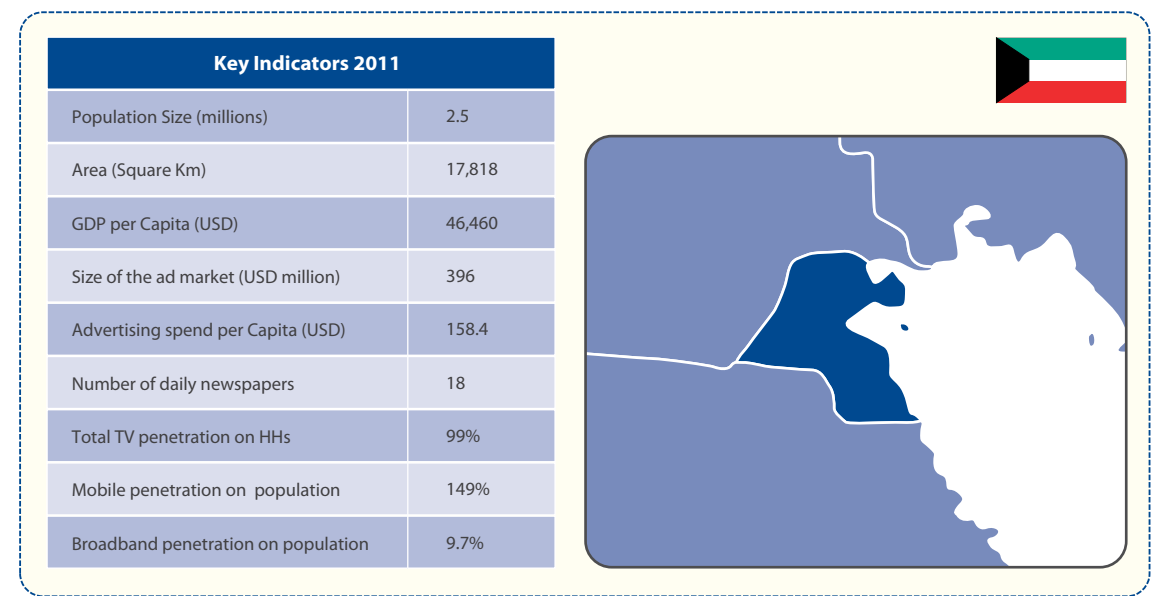 Key Indicators 2011
Population Size (millions) 2.5
Area (Square Km) 17,818
GDP per Capita (USD) 46,460
Size of the ad market (USD million) 396
Advertising spend per Capita (USD) 158.4
Number of daily newspapers 18
Total TV penetration on HHs 99%
Mobile penetration on population 149%
Broadband penetration on population 9.7%